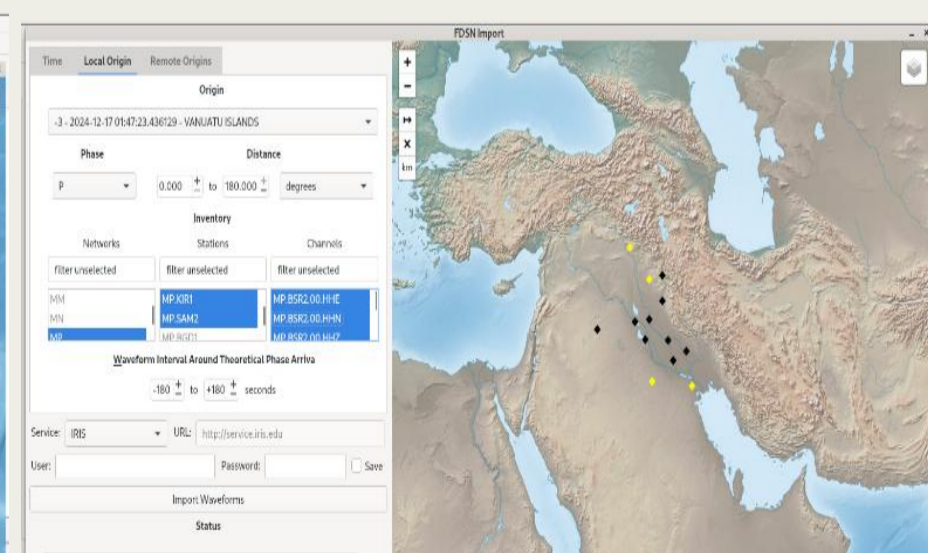 FDSN Import
Time Local Origin Remote Origins
Origin
-3 - 2024-12-17 01:47:23.436129 - VANUATU ISLANDS
Phase Distance
P 0.000 + - to 180.000 + - degrees
Inventory
Networks Stations Channels
filter unselected filter unselected filter unselected
MM MP.KIR1 MP.BSR2.00.HHE
MN MP.SAM2 MP.BSR2.00.HHN
MP MP.BGD1 MP.BSR2.00.HHZ
Waveform Interval Around Theoretical Phase Arriva
-180 + - to +180 + - seconds
Service: IRIS URL: http://service.iris.edu
User: Password: Save
Import Waveforms
Status
+
-
x
km